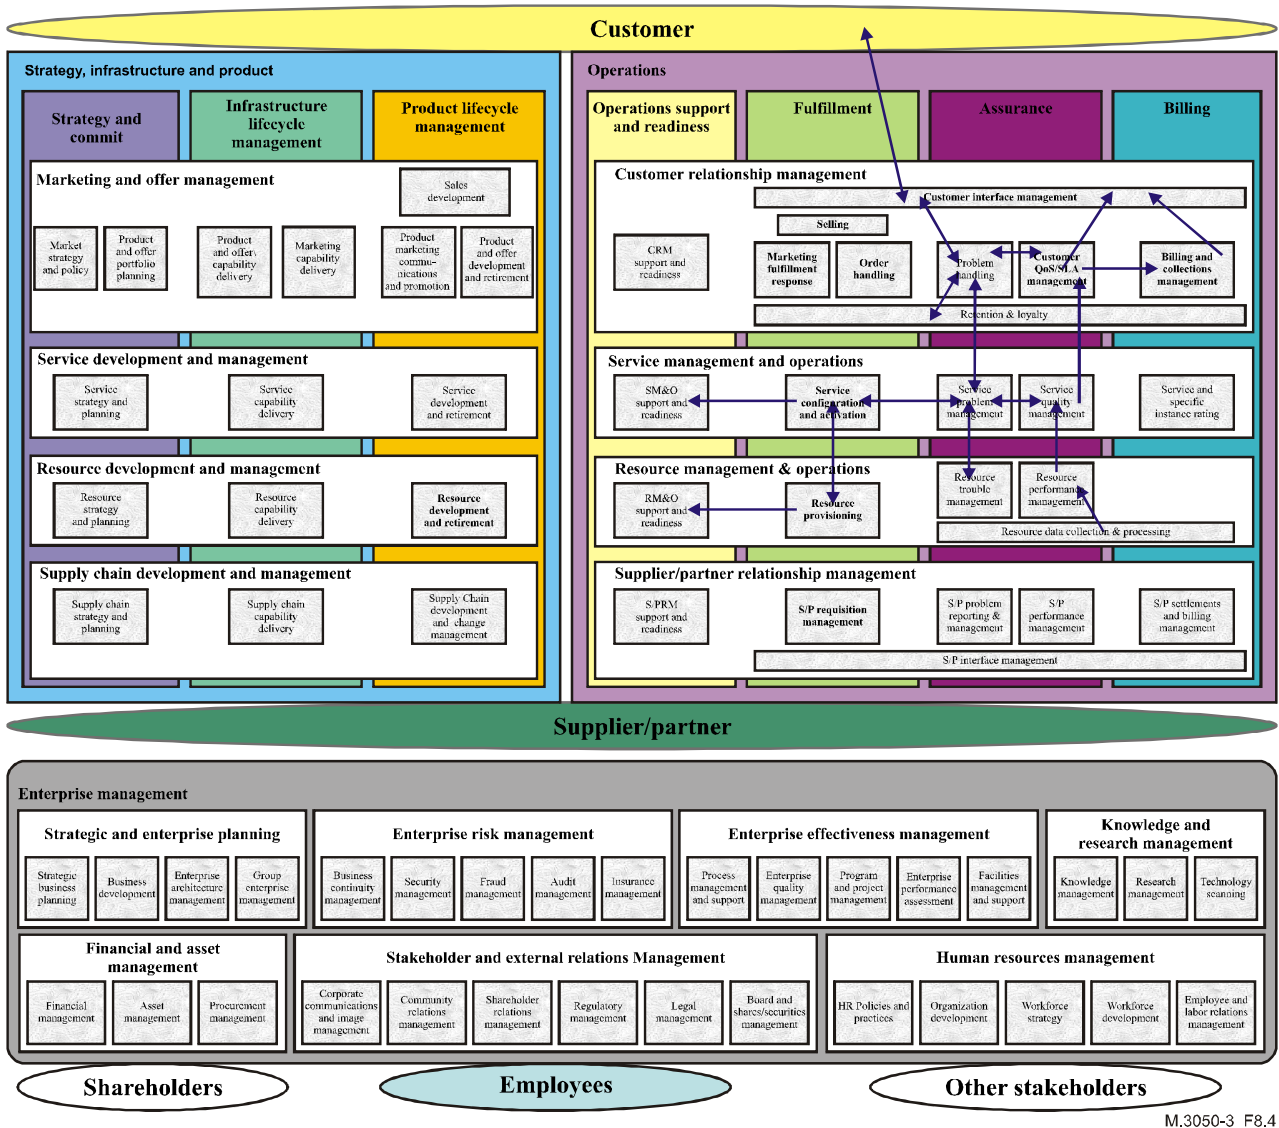 Customer
Strategy, infrastructure and product
Operations
Strategy and
commit
Infrastructure
lifecycle
management
Product lifecycle
management
Operations support
and readiness
Fulfillment
Assurance
Billing
Marketing and offer management
Sales
development
Market
strategy
and policy
Product
and offer
portfolio
planning
Product
and offer
capability
delivery
Marketing
capability
delivery
Product
marketing
commu-
nications
and promotion
Product
and offer
development
and retirement
Customer relationship management
Customer interface management
Selling
CRM
support and
readiness
Marketing
fulfillment
response
Order
handling
Problem
handling
Customer
QoS/SLA
management
Billing and
collections
management
Retention & loyalty
Service development and management
Service
strategy and
planning
Service
capability
delivery
Service
development
and retirement
Service management and operations
SM&O
support and
readiness
Service
configuration
and activation
Service
problem
management
Service
quality
management
Service and
specific
instance rating
Resource development and management
Resource
strategy
and planning
Resource
capability
delivery
Resource
development
and retirement
Resource management & operations
RM&O
support and
readiness
Resource
provisioning
Resource
trouble
management
Resource
performance
management
Resource data collection & processing
Supply chain development and management
Supply chain
strategy and
planning
Supply chain
capability
delivery
Supply Chain
development
and change
management
Supplier/partner relationship management
S/PRM
support and
readiness
S/P requisition
management
S/P problem
reporting &
management
S/P
performance
management
S/P settlements
and billing
management
S/P interface management
Supplier/partner
Enterprise management
Strategic and enterprise planning
Strategic
business
planning
Business
development
Enterprise
architecture
management
Group
enterprise
management
Enterprise risk management
Business
continuity
management
Security
management
Fraud
management
Audit
management
Insurance
management
Enterprise effectiveness management
Process
management
and support
Enterprise
quality
management
Program
and project
management
Enterprise
performance
assessment
Facilities
management
and support
Knowledge and
research management
Knowledge
management
Research
management
Technology
scanning
Financial and asset
management
Financial
management
Asset
management
Procurement
management
Stakeholder and external relations Management
Corporate
communications
and image
management
Community
relations
management
Shareholder
relations
management
Regulatory
management
Legal
management
Board and
shares/securities
management
Human resources management
HR Policies and
practices
Organization
development
Workforce
strategy
Workforce
development
Employee and
labor relations
management
Shareholders
Employees
Other stakeholders
M.3050-3 F8.4